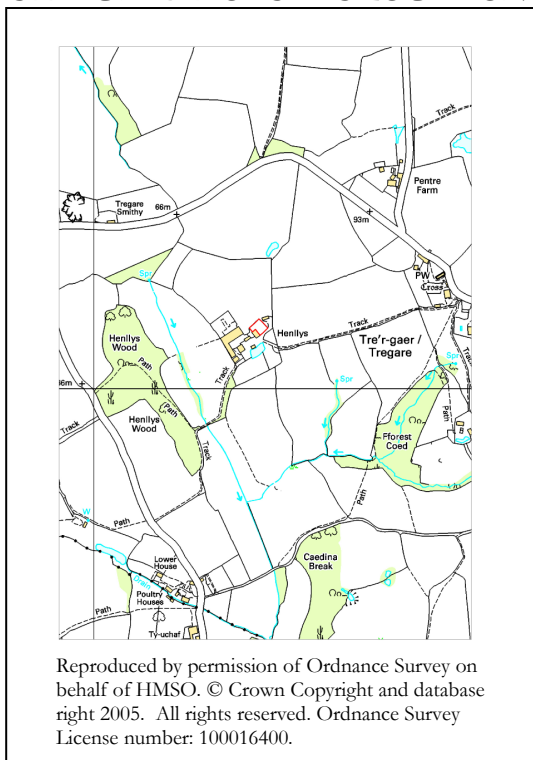 Track
Pentre
Farm
Tregare
Smithy
66m
93m
PW
Cross
Spr
Henllys
Track
Tre'r-gaer /
Tregare
Track
Henllys
Wood
Path
Spr
Spr
Track
Path
Track
Henllys
Wood
Track
Fforest
Coed
Path
Path
W
Path
Caedina
Break
Lower
House
Drain
Poultry
Houses
Path
Ty-uchaf
Reproduced by permission of Ordnance Survey on
behalf of HMSO. © Crown Copyright and database
right 2005. All rights reserved. Ordnance Survey
License number: 100016400.